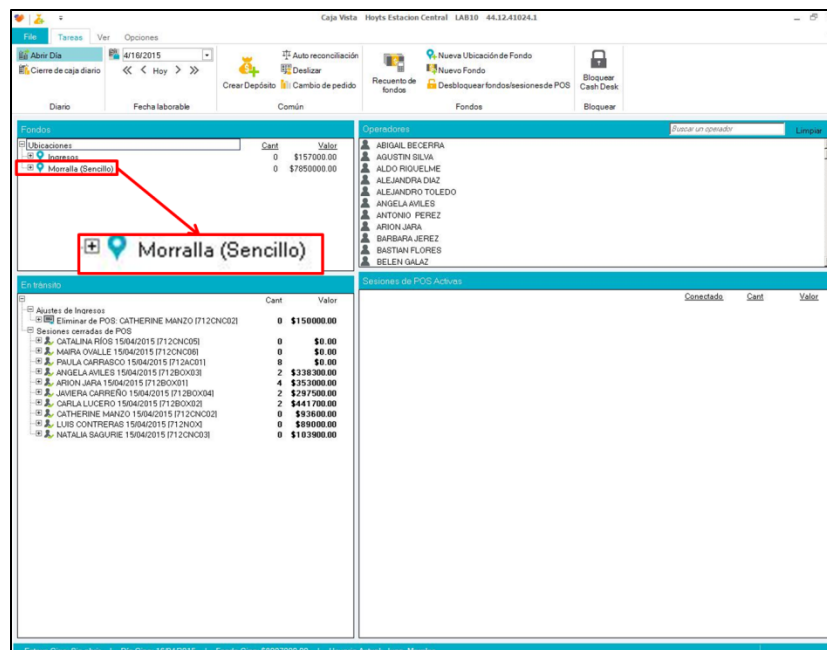 Caja Vista Hoyts Estacion Central LAB10 44.12.41024.1
File Tareas Ver Opciones
Abrir Día
Cierre de caja diario
Diario
4/16/2015
Hoy
Fecha laborable
Crear Depósito
Auto reconciliación
Deslizar
Cambio de pedido
Común
Recuento de fondos
Nueva Ubicación de Fondo
Nuevo Fondo
Desbloquear fondos/sesiones de POS
Fondos
Bloquear Cash Desk
Bloquear
Fondos
Ubicaciones Cant Valor
Ingresos 0 $157000.00
Morralla (Sencillo) 0 $7850000.00
Morralla (Sencillo)
Operadores Buscar un operador Limpiar
ABIGAIL BECERRA
AGUSTIN SILVA
ALDO RIQUELME
ALEJANDRA DIAZ
ALEJANDRO TOLEDO
ANGELA AVILES
ANTONIO PEREZ
ARION JARA
BARBARA JEREZ
BASTIAN FLORES
BELEN GALAZ
En tránsito
Cant Valor
Ajustes de Ingresos
Eliminar de POS: CATHERINE MANZO [712CNC02] 0 $150000.00
Sesiones cerradas de POS
CATALINA RÍOS 15/04/2015 [712CNC05] 0 $0.00
MAIRA OVALLE 15/04/2015 [712CNC06] 0 $0.00
PAULA CARRASCO 15/04/2015 [712AC01] 8 $0.00
ANGELA AVILES 15/04/2015 [712BOX03] 2 $338300.00
ARION JARA 15/04/2015 [712BOX01] 4 $353000.00
JAVIERA CARREÑO 15/04/2015 [712BOX04] 2 $297500.00
CARLA LUCERO 15/04/2015 [712BOX02] 2 $441700.00
CATHERINE MANZO 15/04/2015 [712CNC02] 0 $93600.00
LUIS CONTRERAS 15/04/2015 [712NOX] 0 $89000.00
NATALIA SAGURIE 15/04/2015 [712CNC03] 0 $103900.00
Sesiones de POS Activas
Conectado Cant Valor